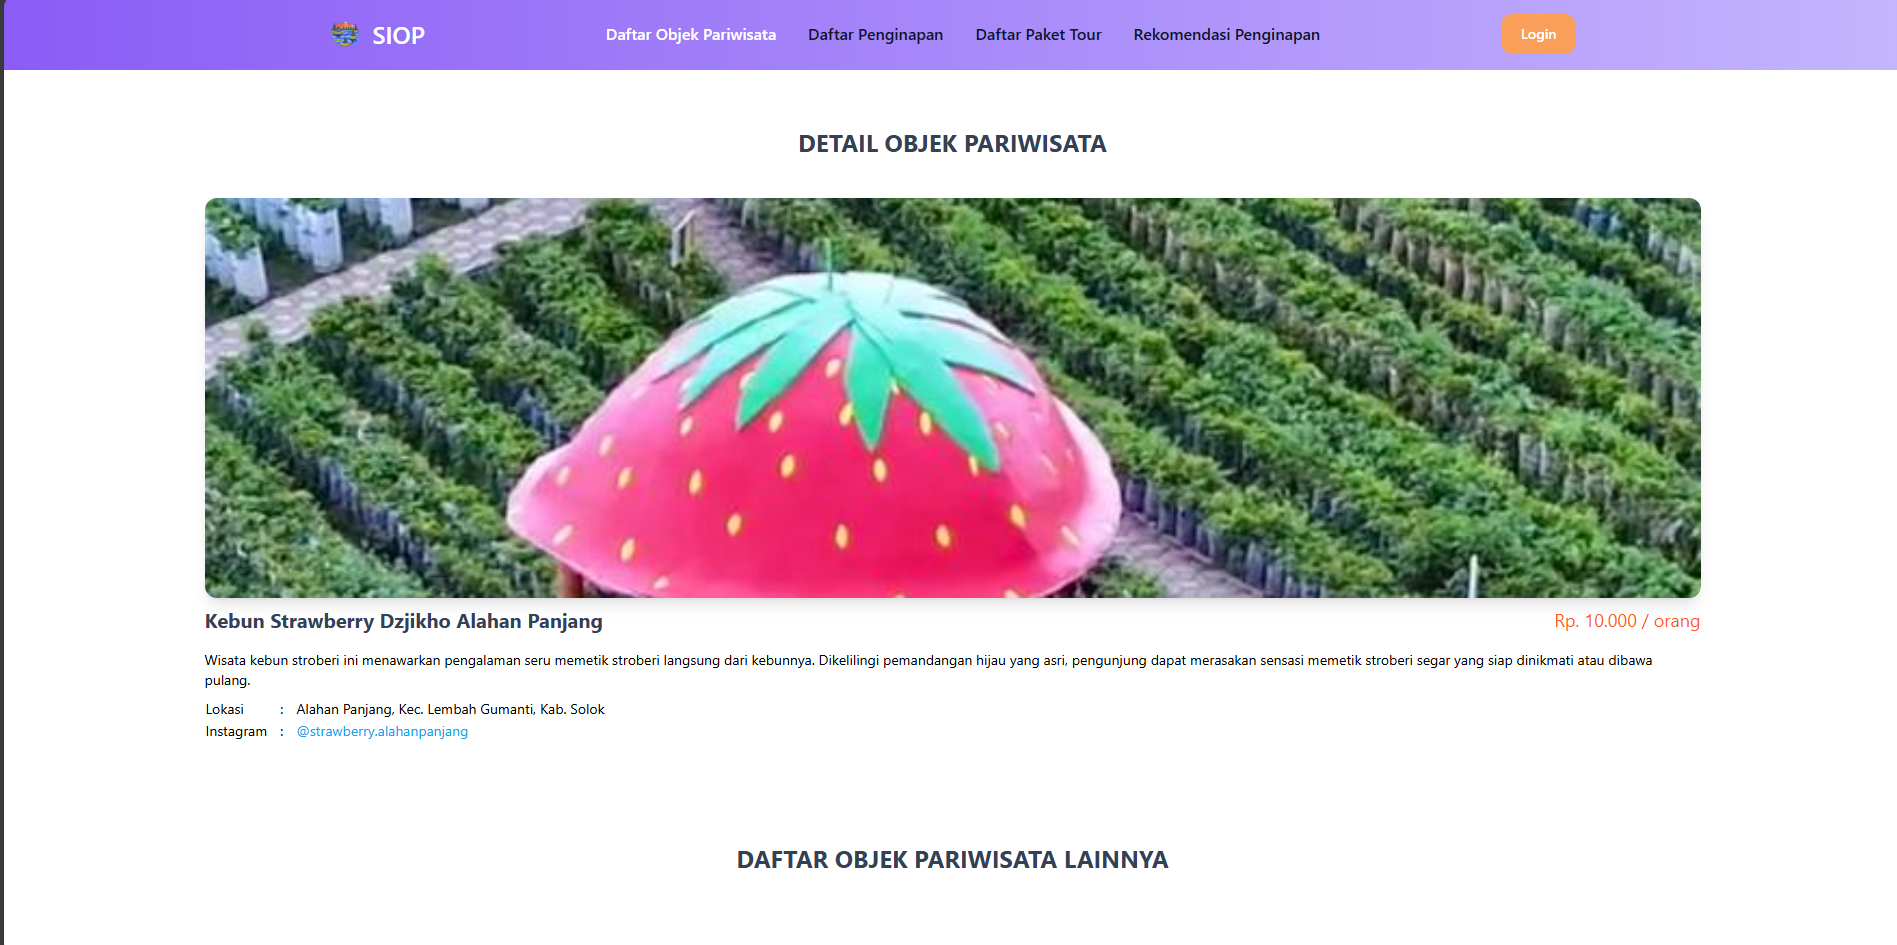 SIOP
Daftar Objek Pariwisata
Daftar Penginapan
Daftar Paket Tour
Rekomendasi Penginapan
Login
DETAIL OBJEK PARIWISATA
Kebun Strawberry Dzjikho Alahan Panjang
Rp. 10.000 / orang
Wisata kebun stroberi ini menawarkan pengalaman seru memetik stroberi langsung dari kebunnya. Dikelilingi pemandangan hijau yang asri, pengunjung dapat merasakan sensasi memetik stroberi segar yang siap dinikmati atau dibawa
pulang.
Lokasi : Alahan Panjang, Kec. Lembah Gumanti, Kab. Solok
Instagram : @strawberry.alahanpanjang
DAFTAR OBJEK PARIWISATA LAINNYA